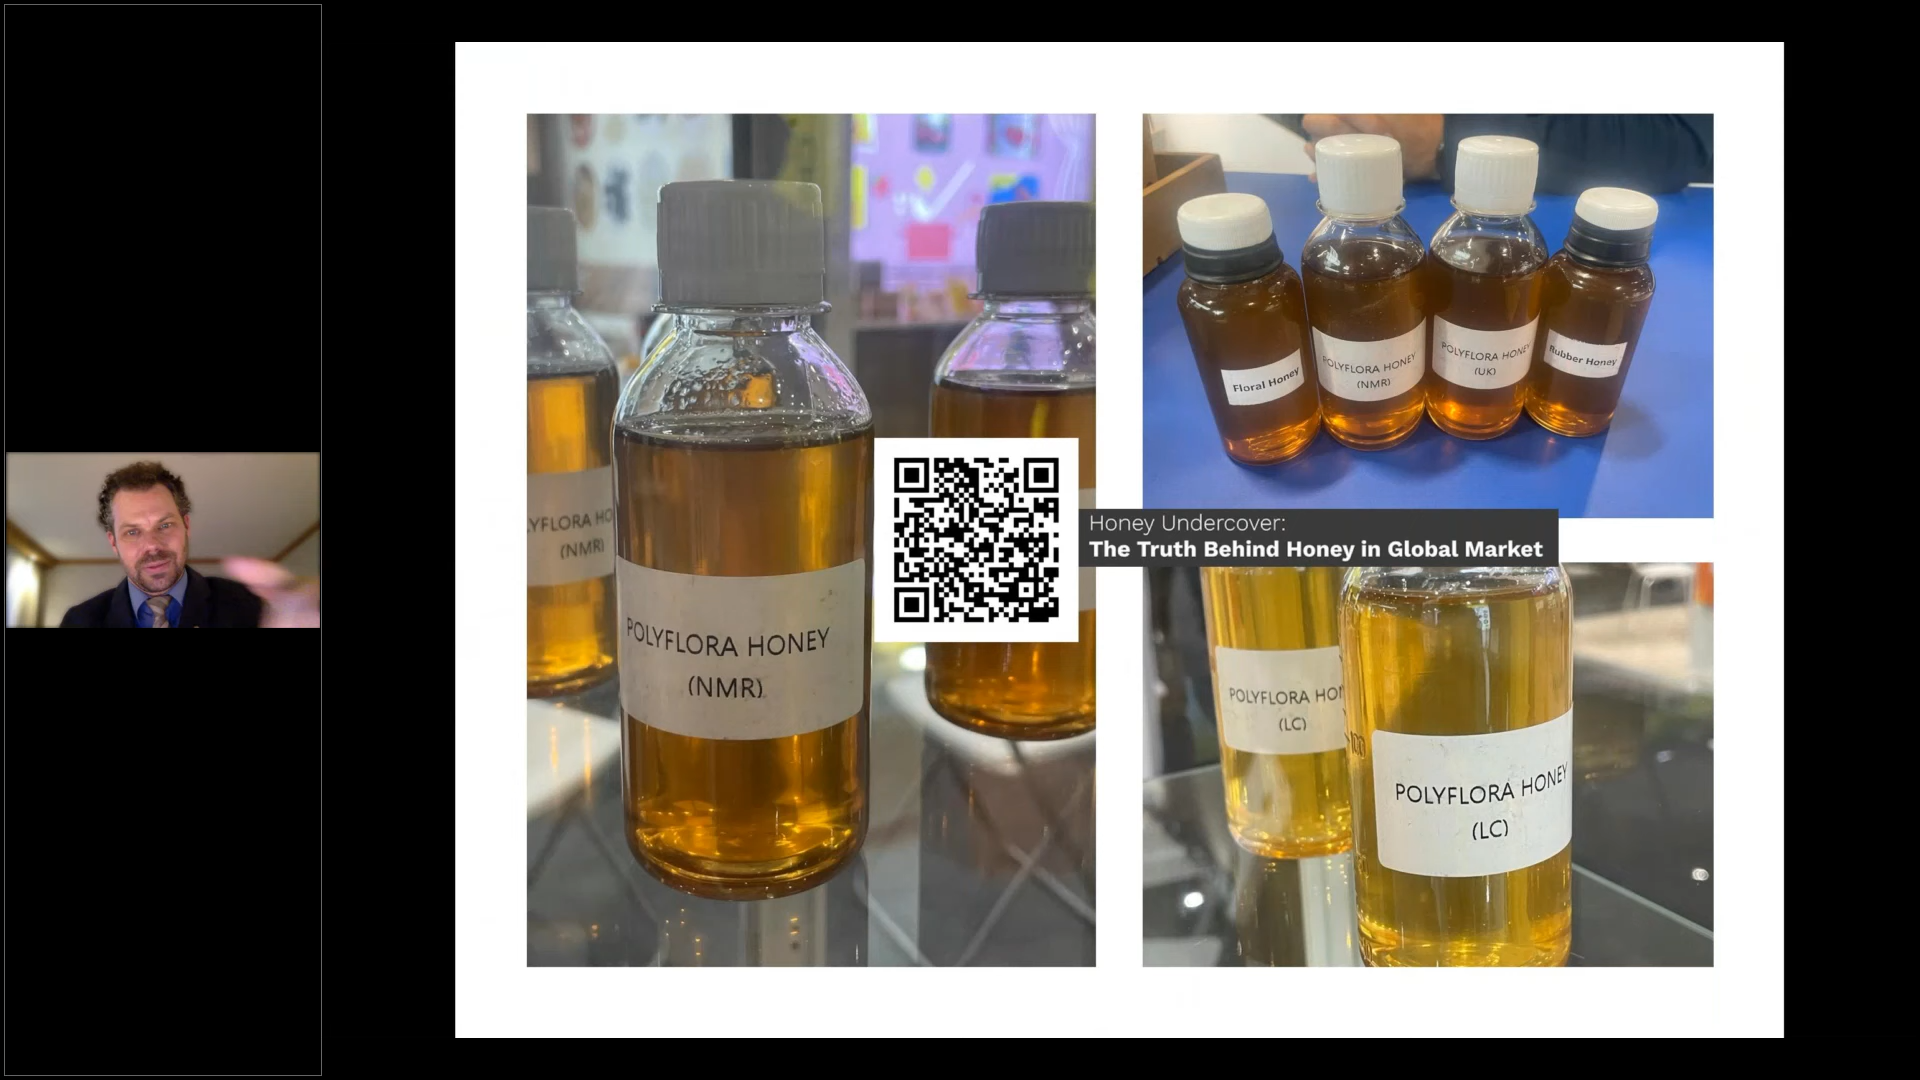 YFLORA HO
(NMR)
POLYFLORA HONEY
(NMR)
Floral Honey
POLYFLORA HONEY
(NMR)
POLYFLORA HONEY
(UK)
Rubber Honey
Honey Undercover:
The Truth Behind Honey in Global Market
POLYFLORA HON
(LC)
POLYFLORA HONEY
(LC)